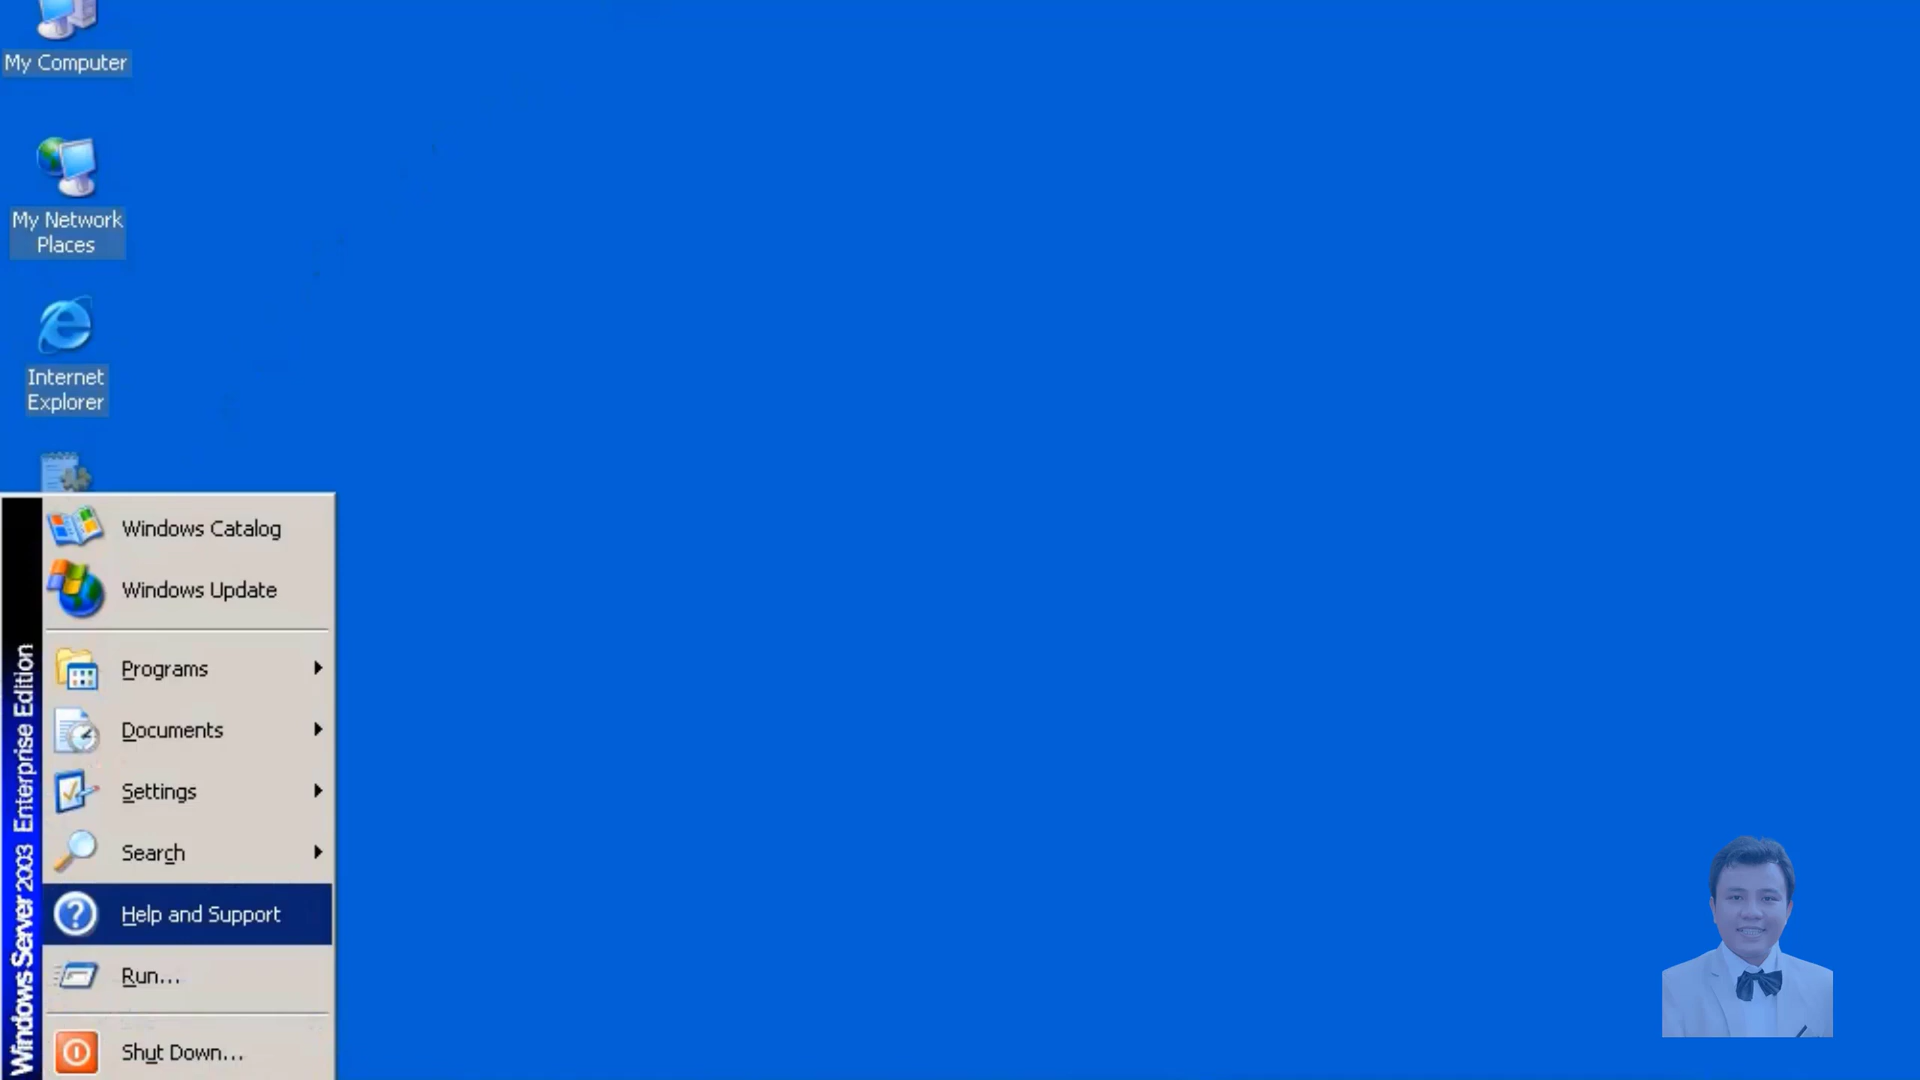 My Computer
My Network
Places
Internet
Explorer
Windows Catalog
Windows Update
Programs
Documents
Settings
Search
Help and Support
Run...
Shut Down...
Windows Server 2003 Enterprise Edition